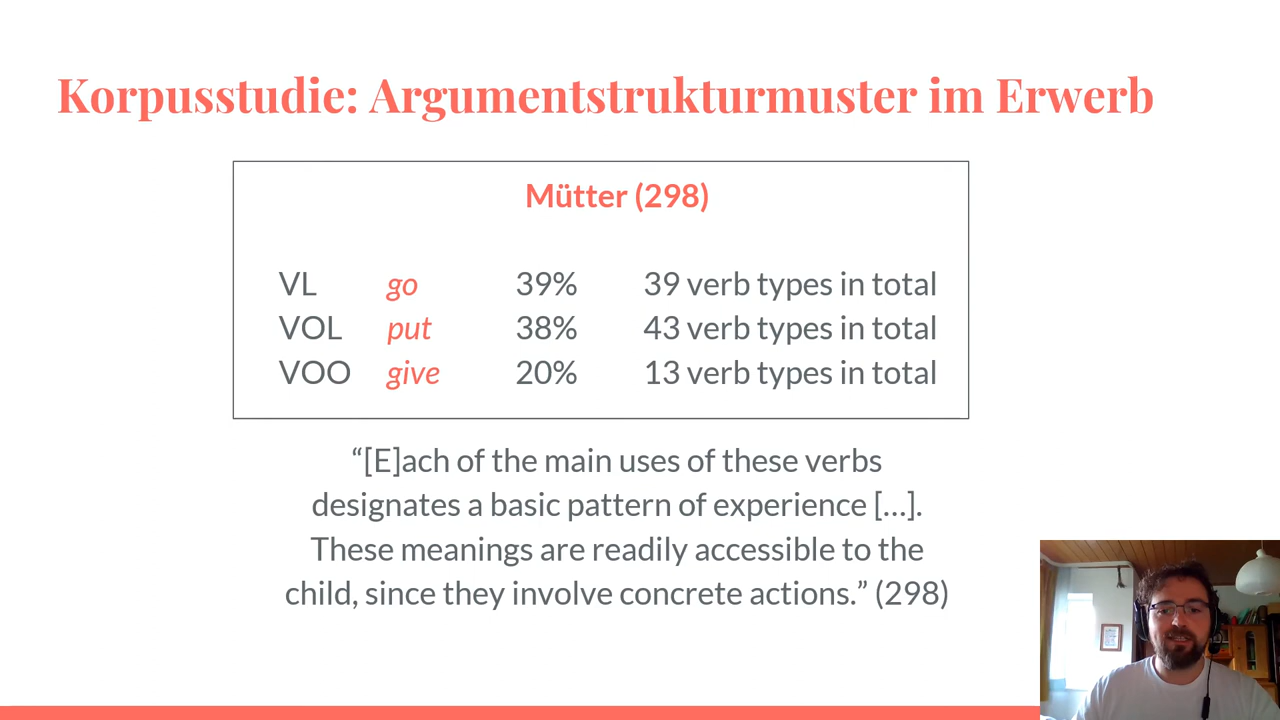 Korpusstudie: Argumentstrukturmuster im Erwerb
Mütter (298)
VL go 39% 39 verb types in total
VOL put 38% 43 verb types in total
VOO give 20% 13 verb types in total
“[E]ach of the main uses of these verbs
designates a basic pattern of experience […].
These meanings are readily accessible to the
child, since they involve concrete actions.” (298)